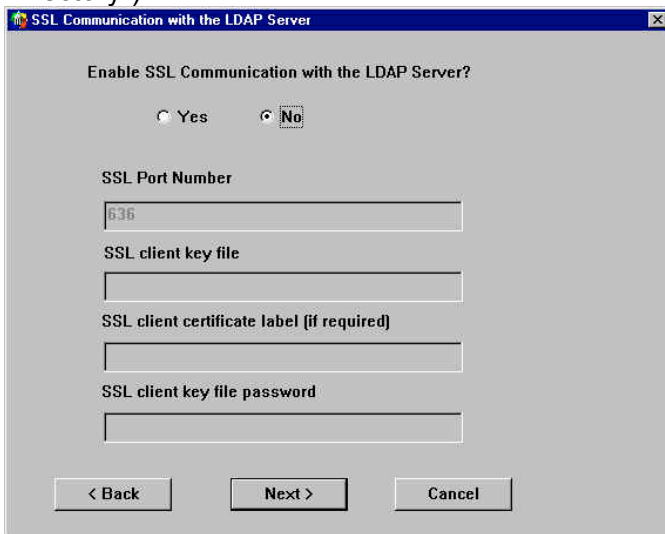 SSL Communication with the LDAP Server
Enable SSL Communication with the LDAP Server?
Yes No
SSL Port Number
636
SSL client key file
SSL client certificate label (if required)
SSL client key file password
< Back Next > Cancel